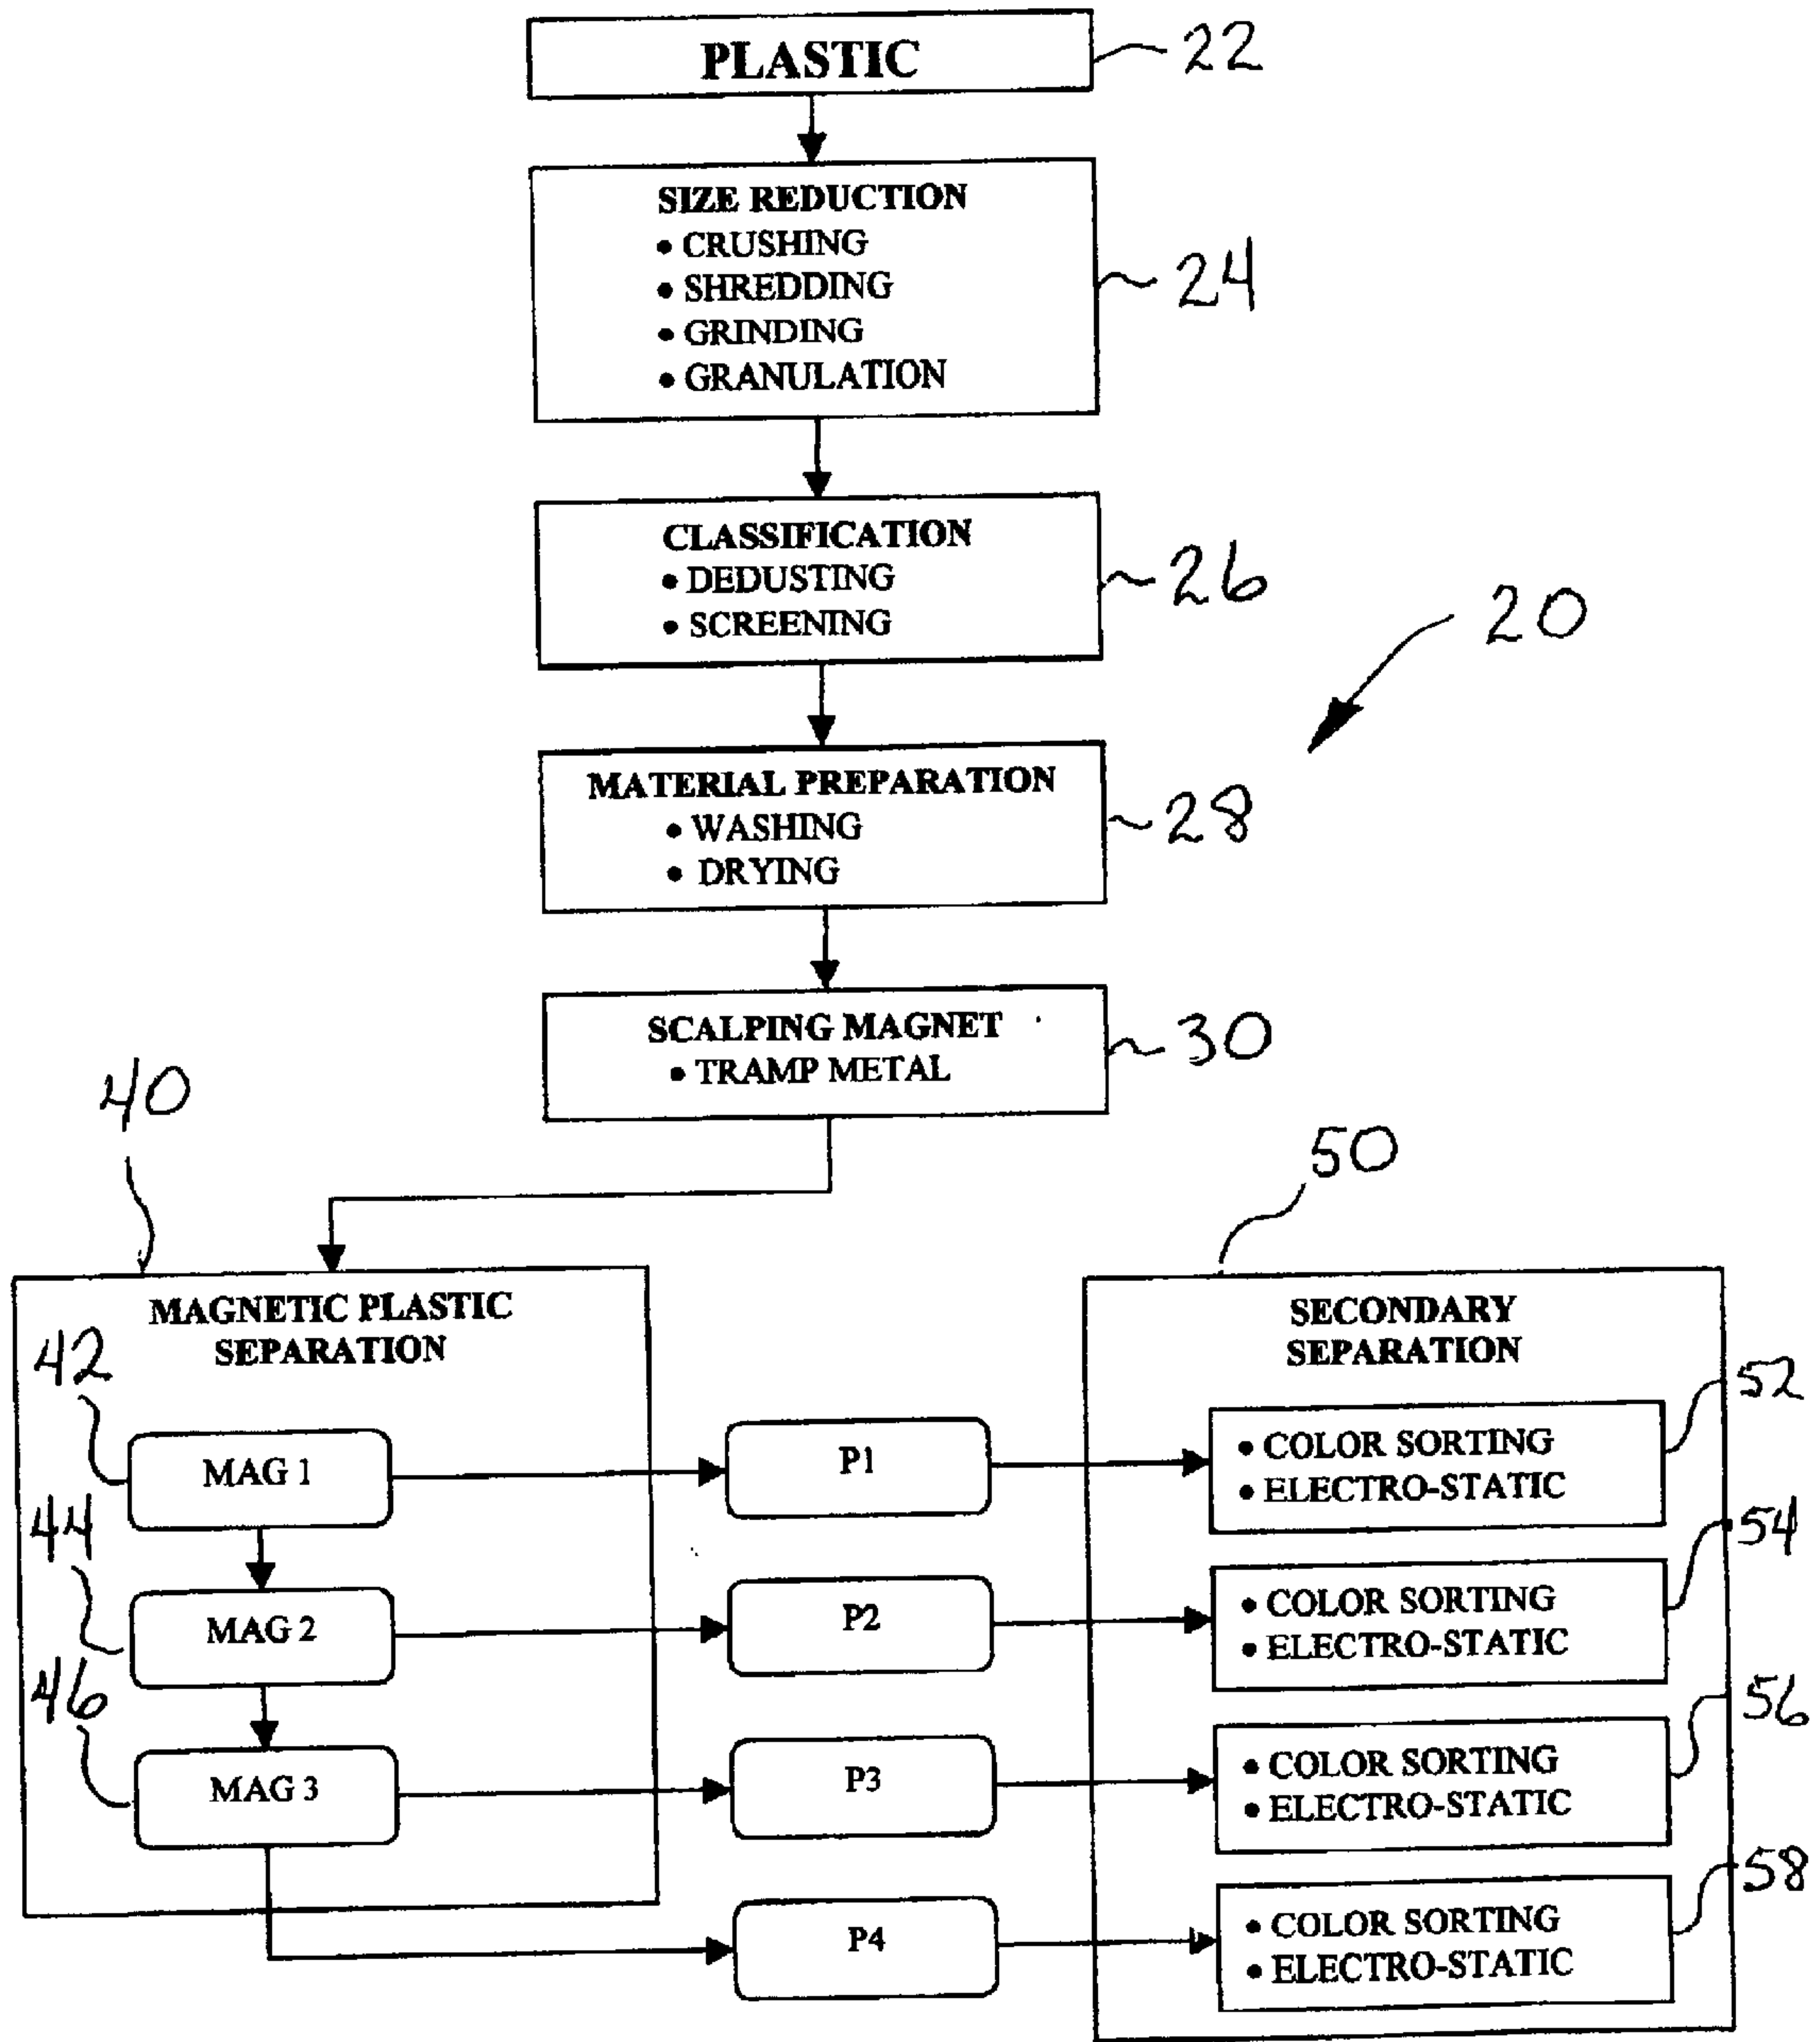 PLASTIC
22
SIZE REDUCTION
• CRUSHING
• SHREDDING
• GRINDING
• GRANULATION
24
CLASSIFICATION
• DEDUSTING
• SCREENING
26
20
MATERIAL PREPARATION
• WASHING
• DRYING
28
SCALPING MAGNET
• TRAMP METAL
30
40
50
MAGNETIC PLASTIC
SEPARATION
42
MAG 1
44
MAG 2
46
MAG 3
P1
P2
P3
P4
SECONDARY
SEPARATION
52
• COLOR SORTING
• ELECTRO-STATIC
54
• COLOR SORTING
• ELECTRO-STATIC
56
• COLOR SORTING
• ELECTRO-STATIC
58
• COLOR SORTING
• ELECTRO-STATIC